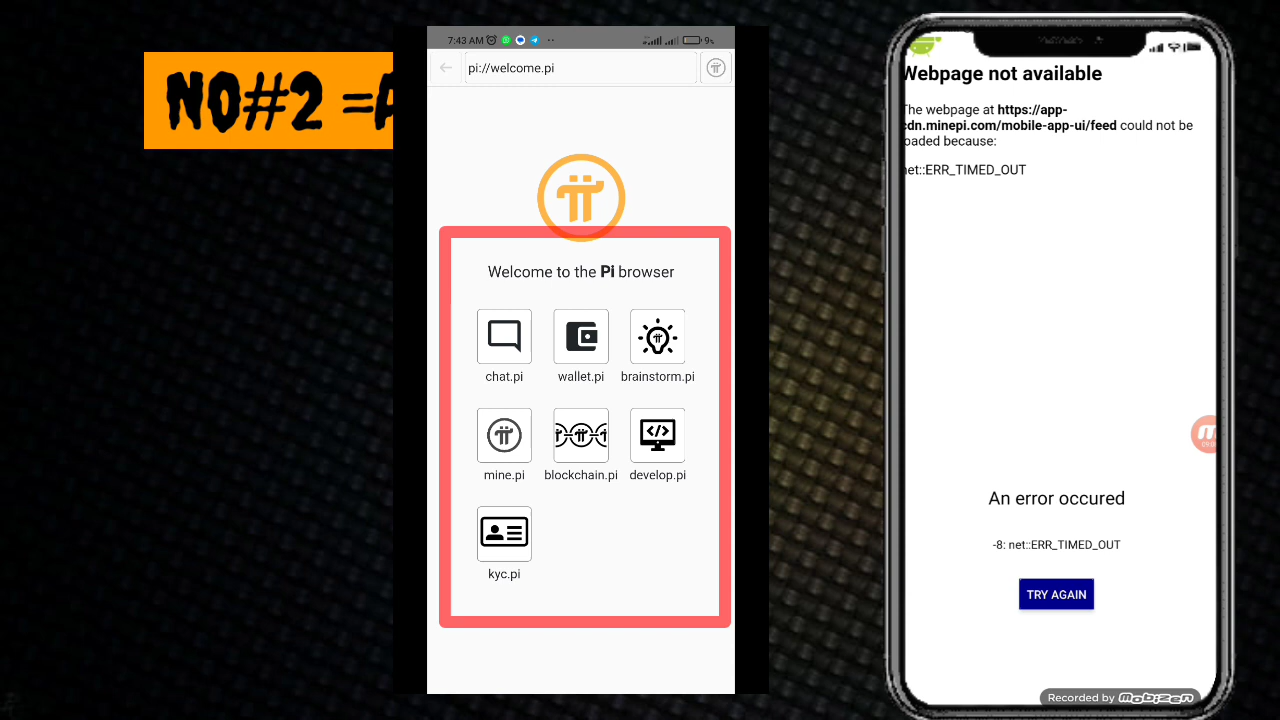 NO#2 =
7:43 AM
9%
pi://welcome.pi
Welcome to the Pi browser
chat.pi
wallet.pi
brainstorm.pi
mine.pi
blockchain.pi
develop.pi
kyc.pi
Webpage not available
The webpage at https://app-
cdn.minepi.com/mobile-app-ui/feed could not be
loaded because:
net::ERR_TIMED_OUT
An error occured
-8: net::ERR_TIMED_OUT
TRY AGAIN
Recorded by Mobizen